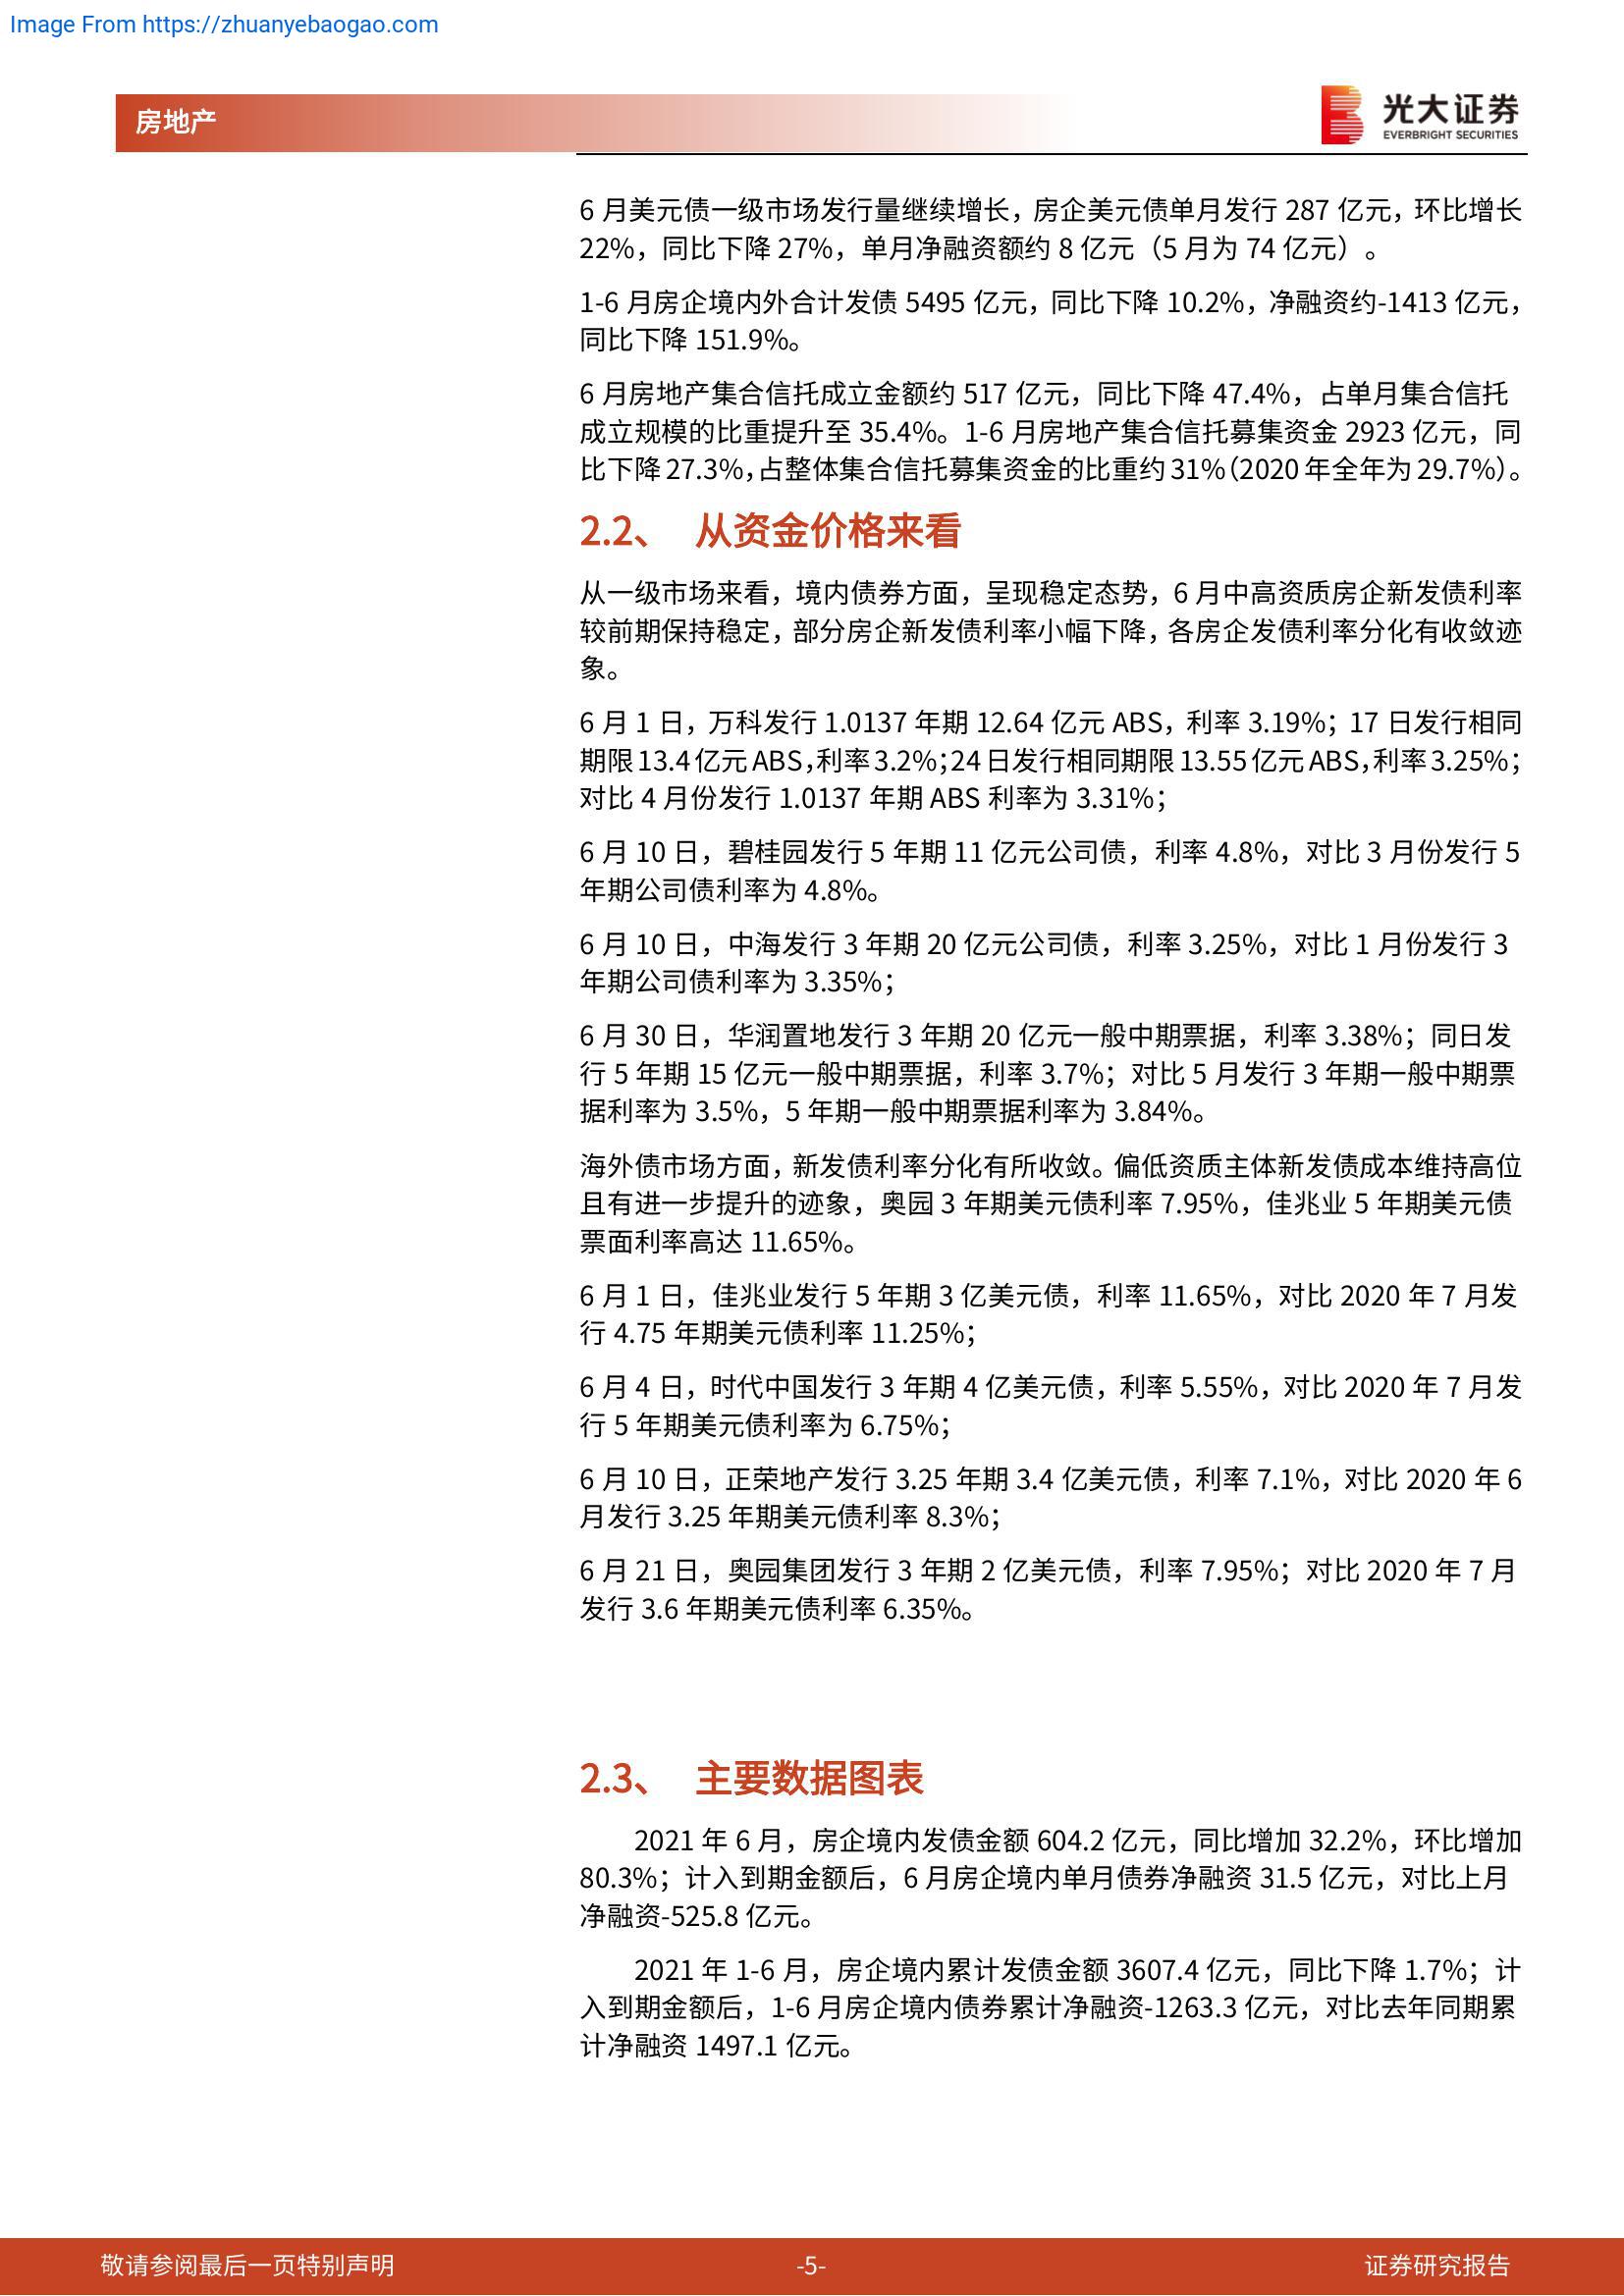 Image From https://zhuanyebaogao.com
房地产
光大证券
EVERBRIGHT SECURITIES
6 月美元债一级市场发行量继续增长，房企美元债单月发行 287 亿元，环比增长
22%，同比下降 27%，单月净融资额约 8 亿元（5 月为 74 亿元）。
1-6 月房企境内外合计发债 5495 亿元，同比下降 10.2%，净融资约-1413 亿元，
同比下降 151.9%。
6 月房地产集合信托成立金额约 517 亿元，同比下降 47.4%，占单月集合信托
成立规模的比重提升至 35.4%。1-6 月房地产集合信托募集资金 2923 亿元，同
比下降 27.3%，占整体集合信托募集资金的比重约 31%（2020 年全年为 29.7%）。
2.2、 从资金价格来看
从一级市场来看，境内债券方面，呈现稳定态势，6 月中高资质房企新发债利率
较前期保持稳定，部分房企新发债利率小幅下降，各房企发债利率分化有收敛迹
象。
6 月 1 日，万科发行 1.0137 年期 12.64 亿元 ABS，利率 3.19%；17 日发行相同
期限 13.4 亿元 ABS，利率 3.2%；24 日发行相同期限 13.55 亿元 ABS，利率 3.25%；
对比 4 月份发行 1.0137 年期 ABS 利率为 3.31%；
6 月 10 日，碧桂园发行 5 年期 11 亿元公司债，利率 4.8%，对比 3 月份发行 5
年期公司债利率为 4.8%。
6 月 10 日，中海发行 3 年期 20 亿元公司债，利率 3.25%，对比 1 月份发行 3
年期公司债利率为 3.35%；
6 月 30 日，华润置地发行 3 年期 20 亿元一般中期票据，利率 3.38%；同日发
行 5 年期 15 亿元一般中期票据，利率 3.7%；对比 5 月发行 3 年期一般中期票
据利率为 3.5%，5 年期一般中期票据利率为 3.84%。
海外债市场方面，新发债利率分化有所收敛。偏低资质主体新发债成本维持高位
且有进一步提升的迹象，奥园 3 年期美元债利率 7.95%，佳兆业 5 年期美元债
票面利率高达 11.65%。
6 月 1 日，佳兆业发行 5 年期 3 亿美元债，利率 11.65%，对比 2020 年 7 月发
行 4.75 年期美元债利率 11.25%；
6 月 4 日，时代中国发行 3 年期 4 亿美元债，利率 5.55%，对比 2020 年 7 月发
行 5 年期美元债利率为 6.75%；
6 月 10 日，正荣地产发行 3.25 年期 3.4 亿美元债，利率 7.1%，对比 2020 年 6
月发行 3.25 年期美元债利率 8.3%；
6 月 21 日，奥园集团发行 3 年期 2 亿美元债，利率 7.95%；对比 2020 年 7 月
发行 3.6 年期美元债利率 6.35%。
2.3、 主要数据图表
2021 年 6 月，房企境内发债金额 604.2 亿元，同比增加 32.2%，环比增加
80.3%；计入到期金额后，6 月房企境内单月债券净融资 31.5 亿元，对比上月
净融资-525.8 亿元。
2021 年 1-6 月，房企境内累计发债金额 3607.4 亿元，同比下降 1.7%；计
入到期金额后，1-6 月房企境内债券累计净融资-1263.3 亿元，对比去年同期累
计净融资 1497.1 亿元。
敬请参阅最后一页特别声明
-5-
证券研究报告